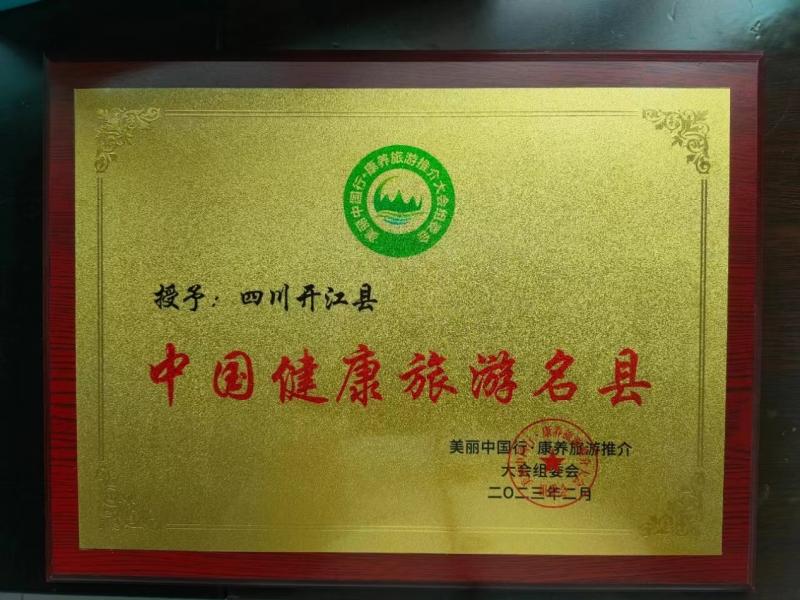 美丽中国行·康养旅游推介大会组委会
授予：四川开江县
中国健康旅游名县
美丽中国行·康养旅游推介
大会组委会
二〇二三年二月